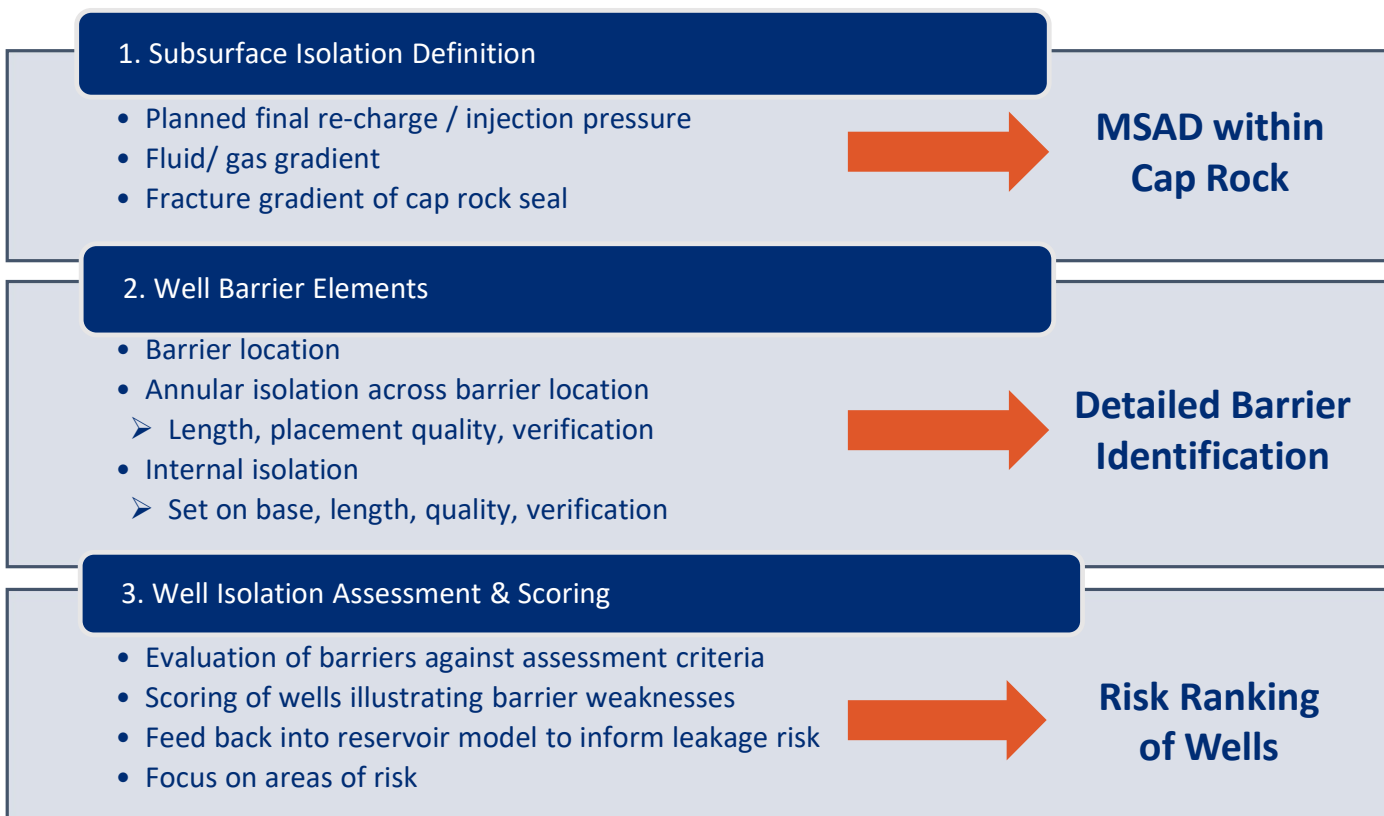 1. Subsurface Isolation Definition
• Planned final re-charge / injection pressure
• Fluid/ gas gradient
• Fracture gradient of cap rock seal
MSAD within
Cap Rock
2. Well Barrier Elements
• Barrier location
• Annular isolation across barrier location
➢ Length, placement quality, verification
• Internal isolation
➢ Set on base, length, quality, verification
Detailed Barrier
Identification
3. Well Isolation Assessment & Scoring
• Evaluation of barriers against assessment criteria
• Scoring of wells illustrating barrier weaknesses
• Feed back into reservoir model to inform leakage risk
• Focus on areas of risk
Risk Ranking
of Wells